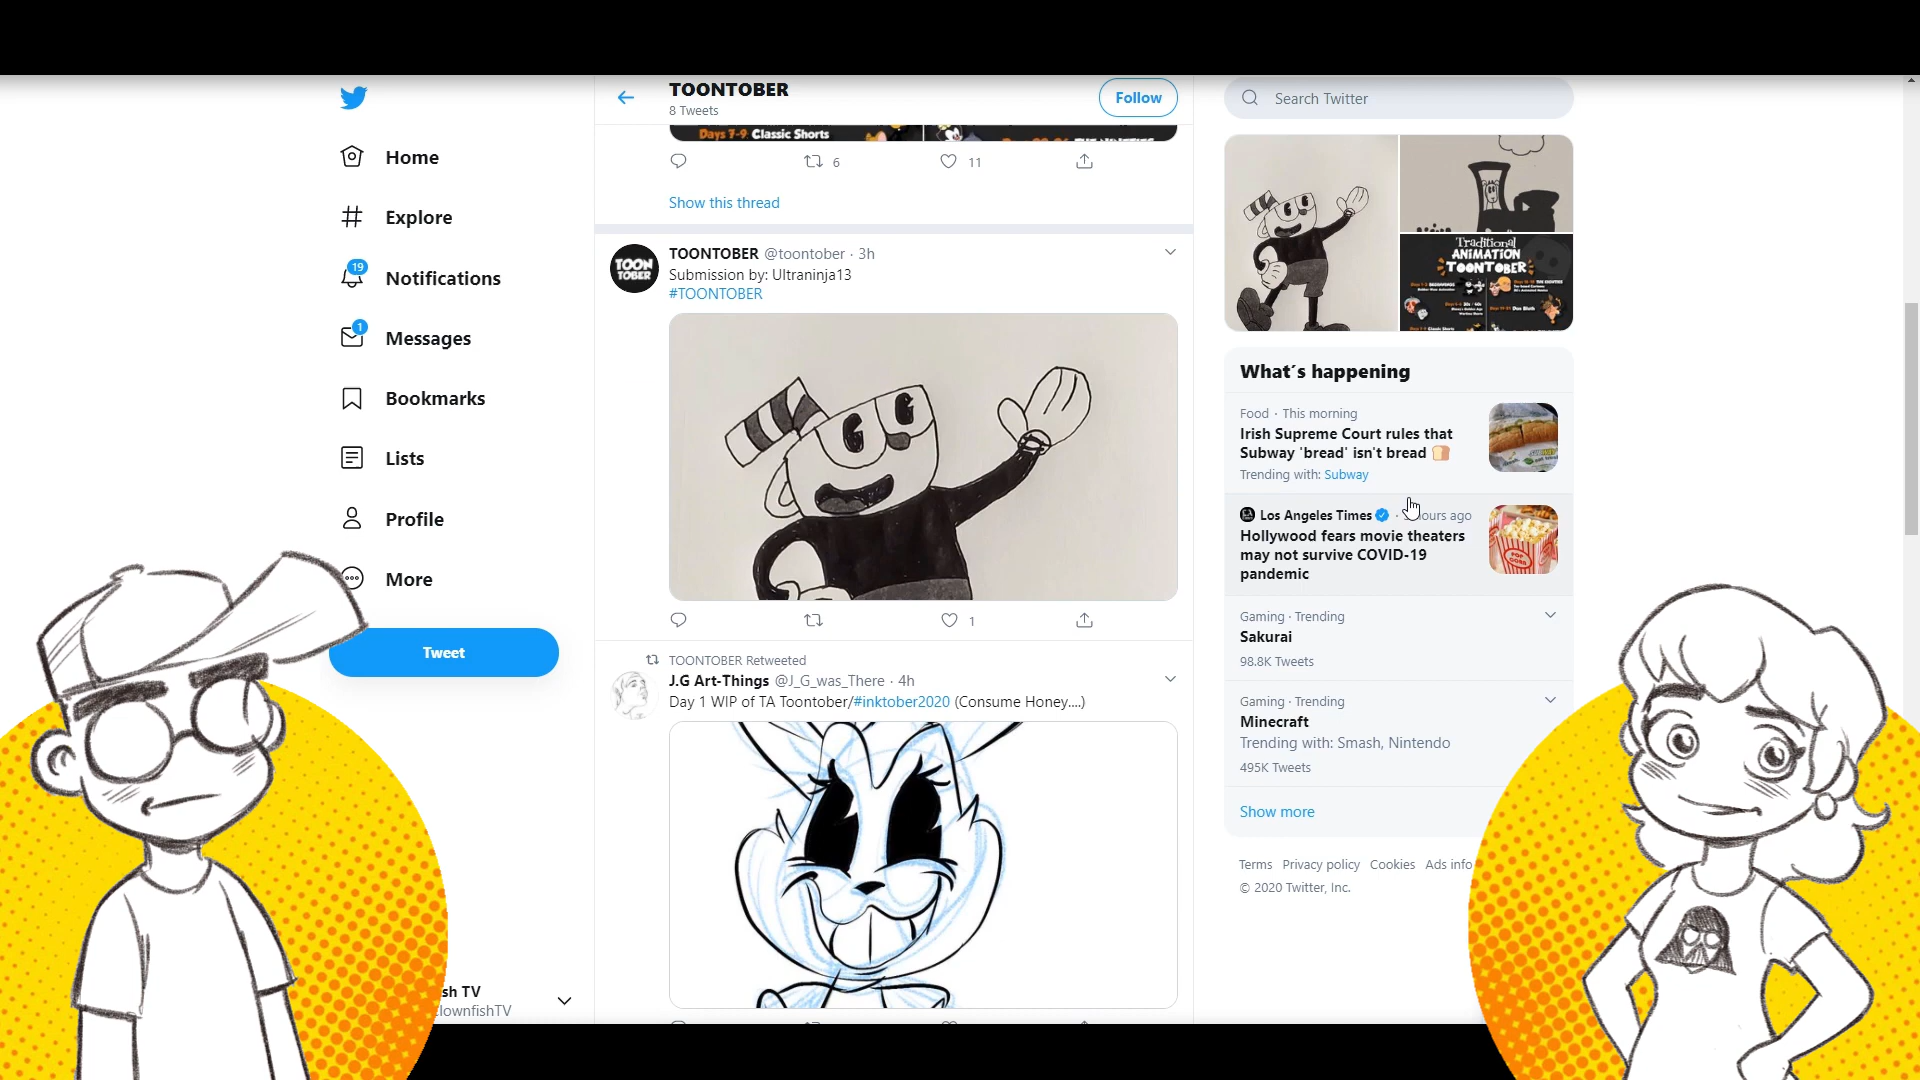 Home
Explore
19
Notifications
1
Messages
Bookmarks
Lists
Profile
More
Tweet
sh TV
lownfishTV
TOONTOBER
8 Tweets
Follow
Days 7-9 Classic Shorts
6
11
Show this thread
TOON
TOBER
TOONTOBER @toontober · 3h
Submission by: Ultraninja13
#TOONTOBER
1
TOONTOBER Retweeted
J.G Art-Things @J_G_was_There · 4h
Day 1 WIP of TA Toontober/#inktober2020 (Consume Honey....)
Search Twitter
Traditional
ANIMATION
TOONTOBER
What's happening
Food · This morning
Irish Supreme Court rules that
Subway 'bread' isn't bread
Trending with: Subway
Los Angeles Times · ours ago
Hollywood fears movie theaters
may not survive COVID-19
pandemic
Gaming · Trending
Sakurai
98.8K Tweets
Gaming · Trending
Minecraft
Trending with: Smash, Nintendo
495K Tweets
Show more
Terms Privacy policy Cookies Ads info
© 2020 Twitter, Inc.